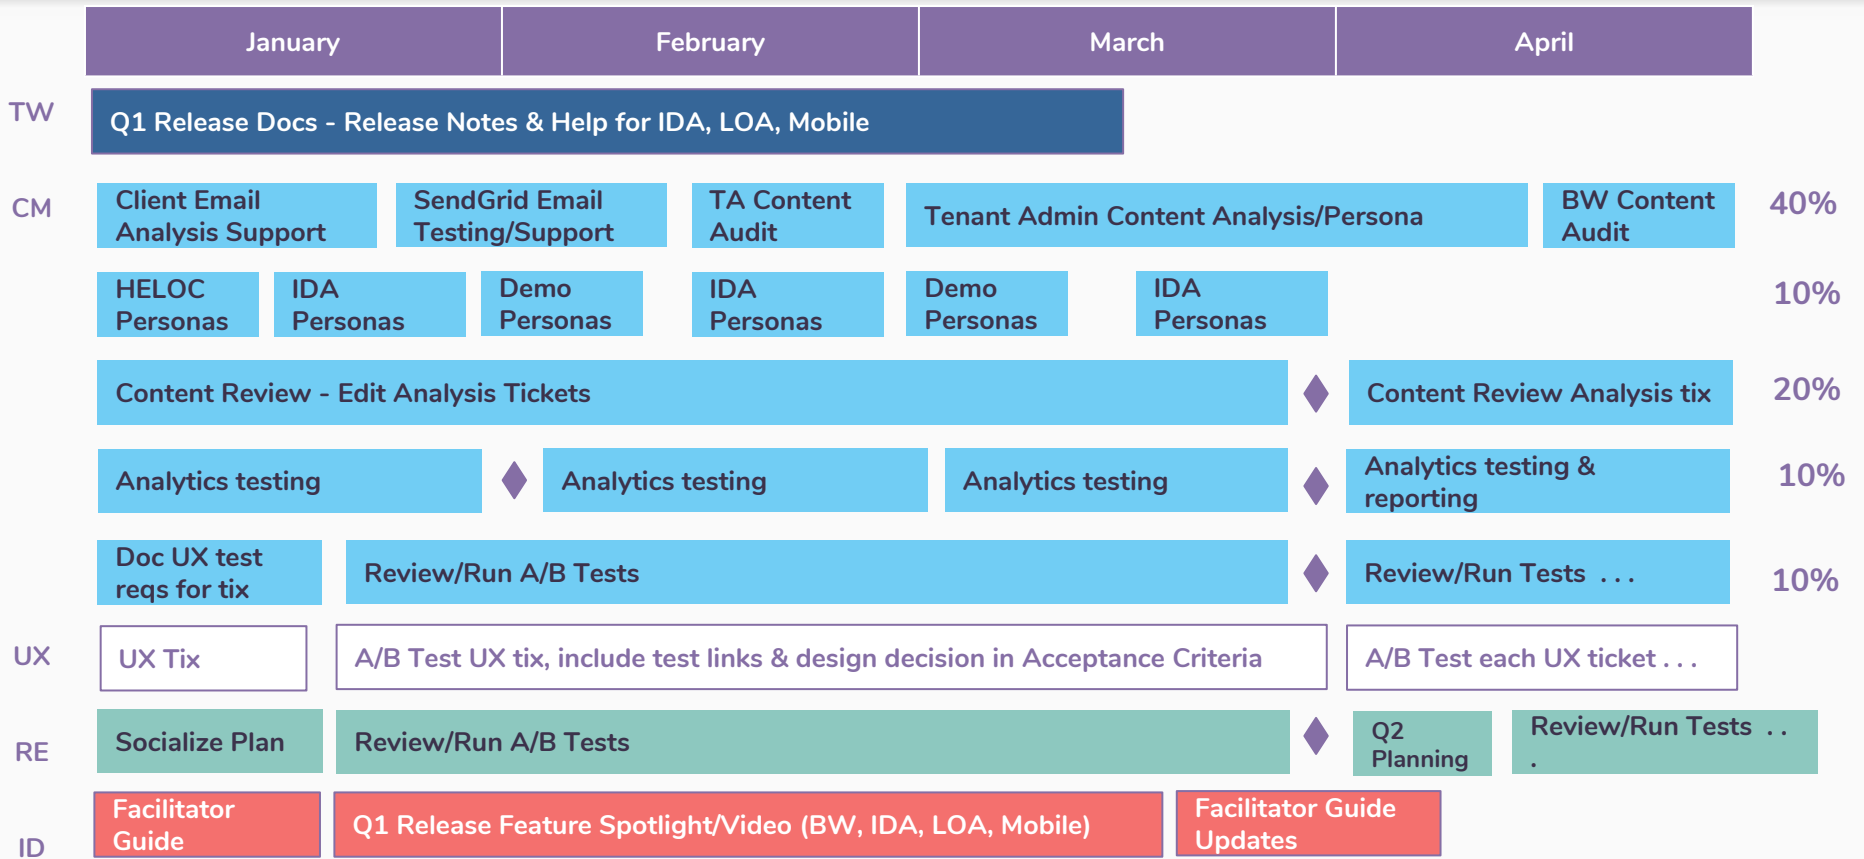 January
February
March
April
TW
Q1 Release Docs - Release Notes & Help for IDA, LOA, Mobile
CM
Client Email
Analysis Support
SendGrid Email
Testing/Support
TA Content
Audit
Tenant Admin Content Analysis/Persona
BW Content
Audit
40%
HELOC
Personas
IDA
Personas
Demo
Personas
IDA
Personas
Demo
Personas
IDA
Personas
10%
Content Review - Edit Analysis Tickets
Content Review Analysis tix
20%
Analytics testing
Analytics testing
Analytics testing
Analytics testing &
reporting
10%
Doc UX test
reqs for tix
Review/Run A/B Tests
Review/Run Tests . . .
10%
UX
UX Tix
A/B Test UX tix, include test links & design decision in Acceptance Criteria
A/B Test each UX ticket . . .
RE
Socialize Plan
Review/Run A/B Tests
Q2
Planning
Review/Run Tests . .
.
ID
Facilitator
Guide
Q1 Release Feature Spotlight/Video (BW, IDA, LOA, Mobile)
Facilitator Guide
Updates